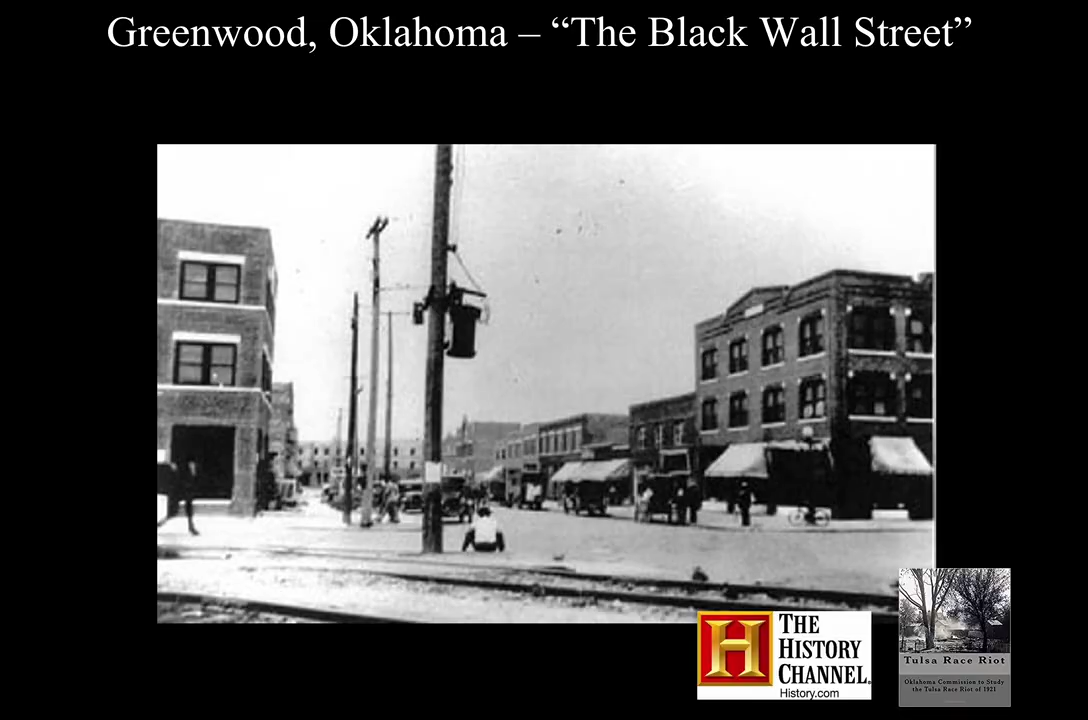 Greenwood, Oklahoma – “The Black Wall Street”
H
THE
HISTORY
CHANNEL.
History.com
Tulsa Race Riot
Oklahoma Commission to Study
the Tulsa Race Riot of 1921